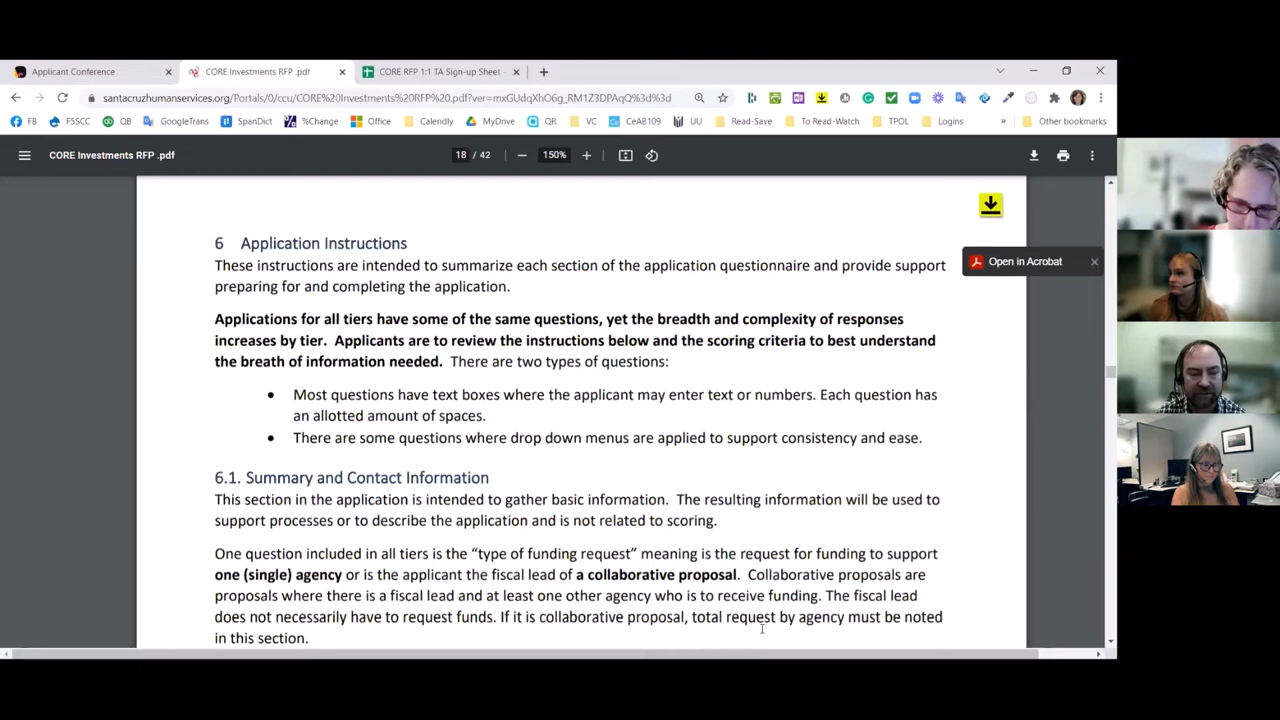 Applicant Conference
CORE Investments RFP .pdf
CORE RFP 1:1 TA Sign-up Sheet -
santacruzhumanservices.org/Portals/0/ccu/CORE%20Investments%20RFP%20.pdf?ver=mxGUdqXhO6g_RM1Z3DPAqQ%3d%3d
FB
F5SCC
QB
GoogleTrans
SpanDict
%Change
Office
Calendly
MyDrive
QR
VC
CeAB109
UU
Read-Save
To Read-Watch
TPOL
Logins
»
Other bookmarks
CORE Investments RFP .pdf
18 / 42
150%
Open in Acrobat
6 Application Instructions
These instructions are intended to summarize each section of the application questionnaire and provide support
preparing for and completing the application.
Applications for all tiers have some of the same questions, yet the breadth and complexity of responses
increases by tier. Applicants are to review the instructions below and the scoring criteria to best understand
the breath of information needed. There are two types of questions:
• Most questions have text boxes where the applicant may enter text or numbers. Each question has
an allotted amount of spaces.
• There are some questions where drop down menus are applied to support consistency and ease.
6.1. Summary and Contact Information
This section in the application is intended to gather basic information. The resulting information will be used to
support processes or to describe the application and is not related to scoring.
One question included in all tiers is the “type of funding request” meaning is the request for funding to support
one (single) agency or is the applicant the fiscal lead of a collaborative proposal. Collaborative proposals are
proposals where there is a fiscal lead and at least one other agency who is to receive funding. The fiscal lead
does not necessarily have to request funds. If it is collaborative proposal, total request by agency must be noted
in this section.